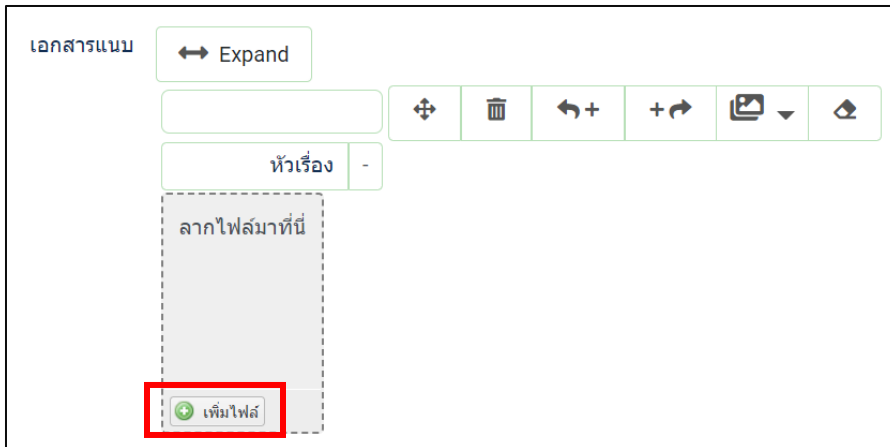 เอกสารแนบ
Expand
หัวเรื่อง -
ลากไฟล์มาที่นี่
เพิ่มไฟล์